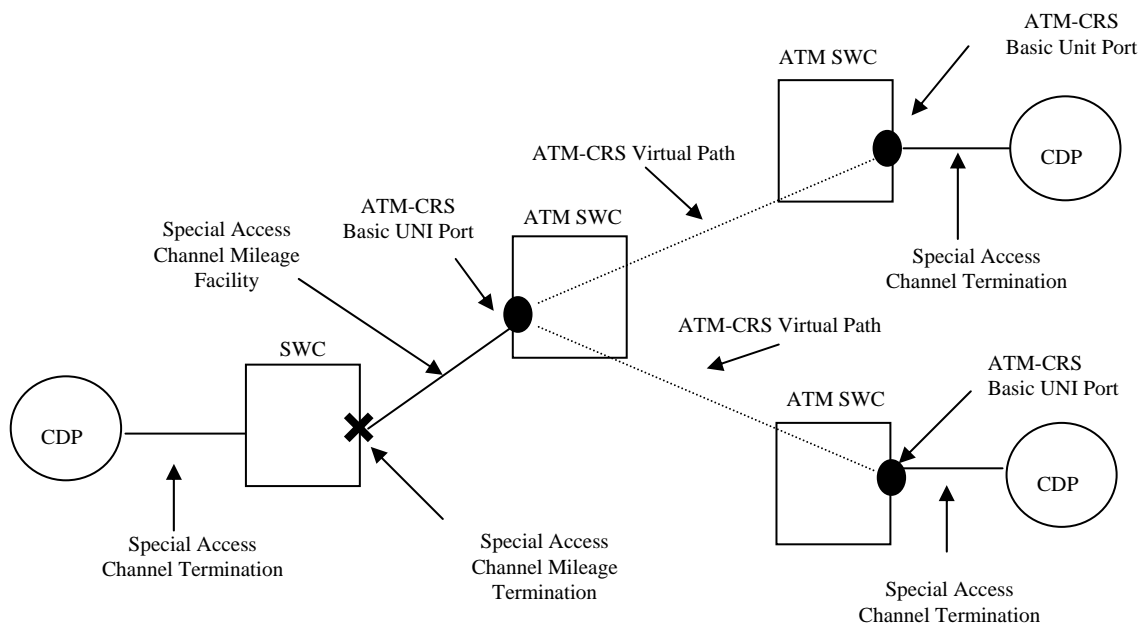 ATM-CRS
Basic Unit Port
ATM SWC
CDP
ATM-CRS Virtual Path
ATM-CRS
Basic UNI Port
ATM SWC
Special Access
Channel Mileage
Facility
Special Access
Channel Termination
ATM-CRS Virtual Path
SWC
ATM-CRS
Basic UNI Port
ATM SWC
CDP
CDP
Special Access
Channel Termination
Special Access
Channel Mileage
Termination
Special Access
Channel Termination